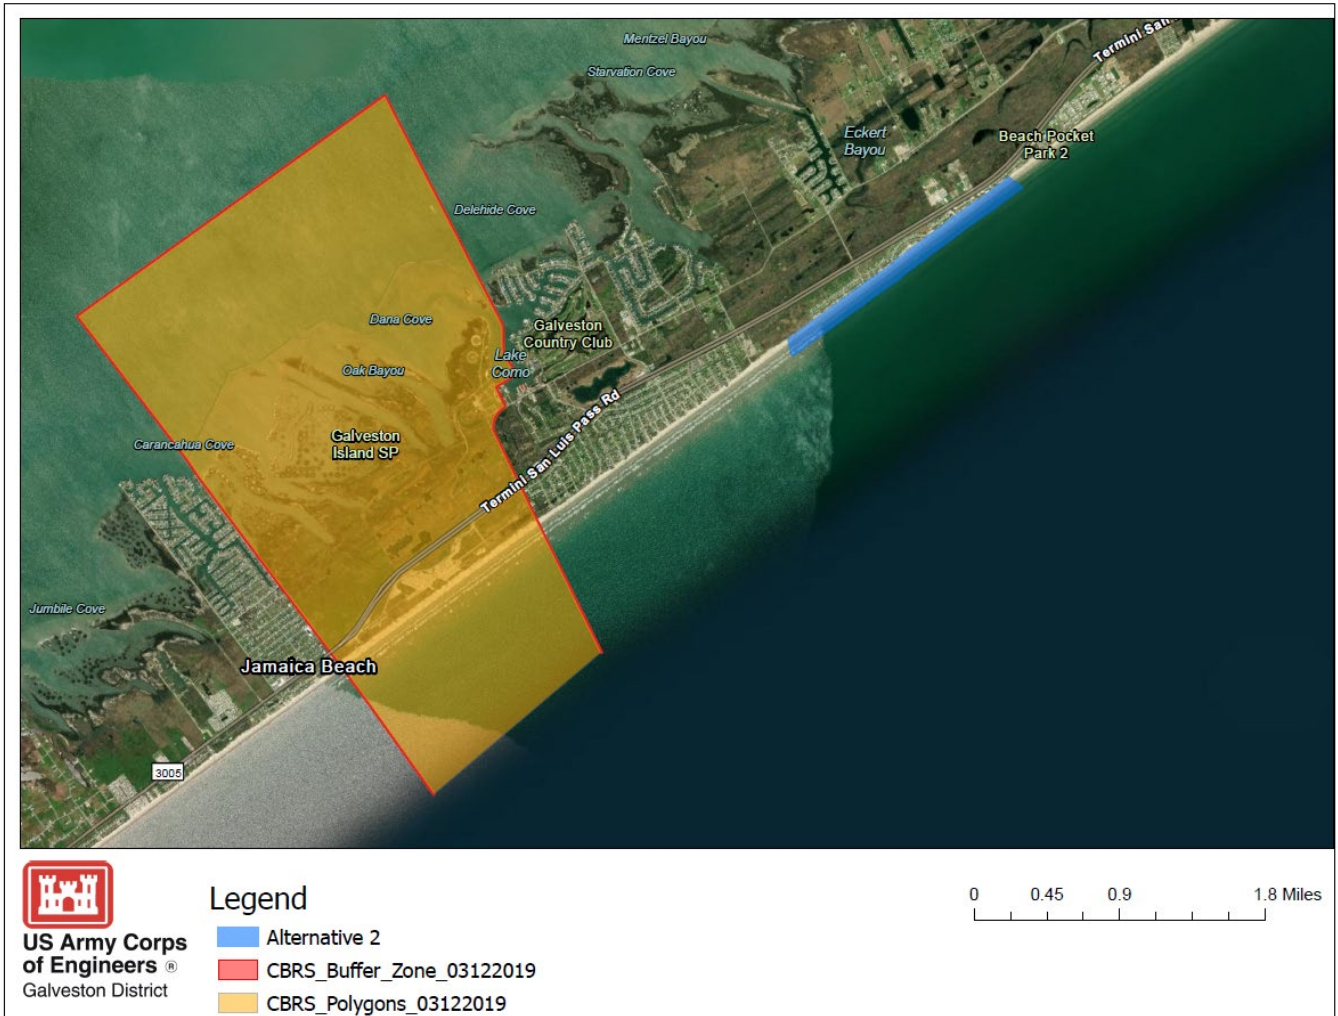 Mentzel Bayou
Starvation Cove
Termini San
Eckert
Bayou
Beach Pocket
Park 2
Delehide Cove
Dana Cove
Galveston
Country Club
Lake
Como
Oak Bayou
Termini San Luis Pass Rd
Carancahua Cove
Galveston
Island SP
Jumbile Cove
Jamaica Beach
3005
US Army Corps
of Engineers ®
Galveston District
Legend
Alternative 2
CBRS_Buffer_Zone_03122019
CBRS_Polygons_03122019
0 0.45 0.9 1.8 Miles